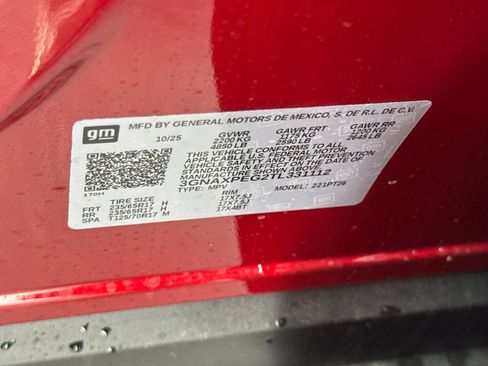 gm
MFD BY GENERAL MOTORS DE MEXICO, S. DE R.L. DE C.V.
10/25 GVWR GAWR FRT GAWR RR
2200 KG 1175 KG 1200 KG
4850 LB 2590 LB 2645 LB
THIS VEHICLE CONFORMS TO ALL
APPLICABLE U.S. FEDERAL MOTOR
VEHICLE SAFETY AND
STANDARDS IN EFFECT ON THE DATE OF
MANUFACTURE SHOWN ABOVE.
3GNAXPEG2TL331112
TYPE: MPV MODEL: 221PT26
170H
TIRE SIZE RIM
FRT 235/65R17 H 17X7.5J
RR 235/65R17 H 17X7.5J
SPA T125/70R17 M 17X4BT